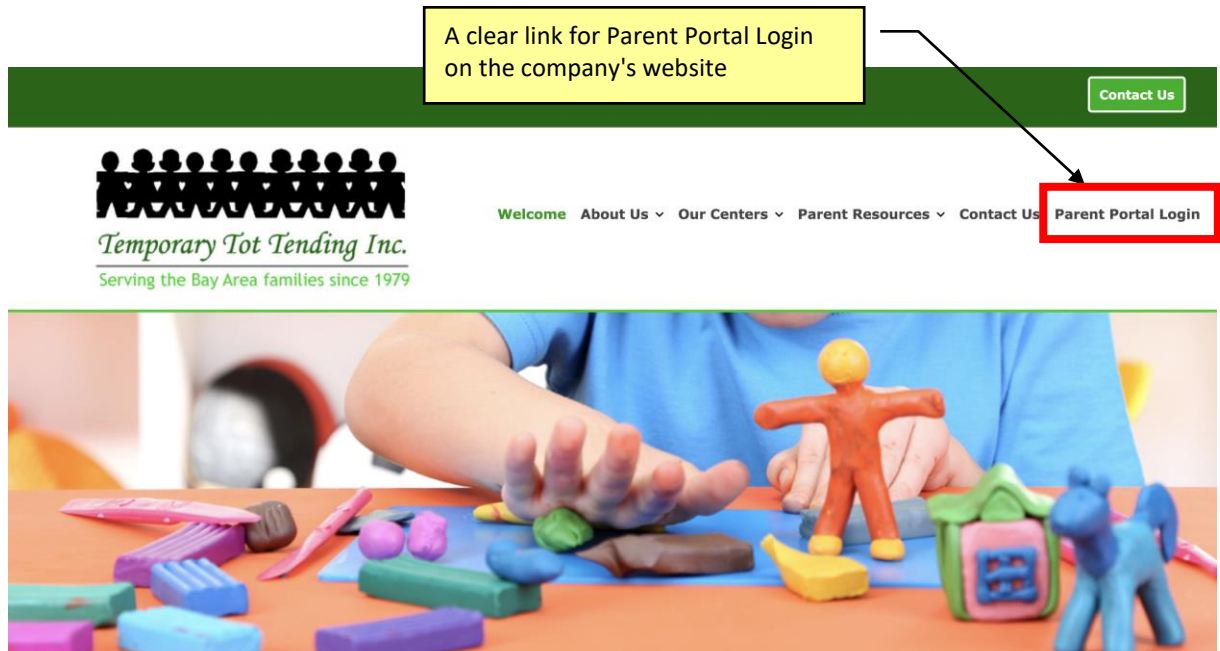 A clear link for Parent Portal Login
on the company's website
Contact Us
Welcome About Us Our Centers Parent Resources Contact Us Parent Portal Login
Temporary Tot Tending Inc.
Serving the Bay Area families since 1979